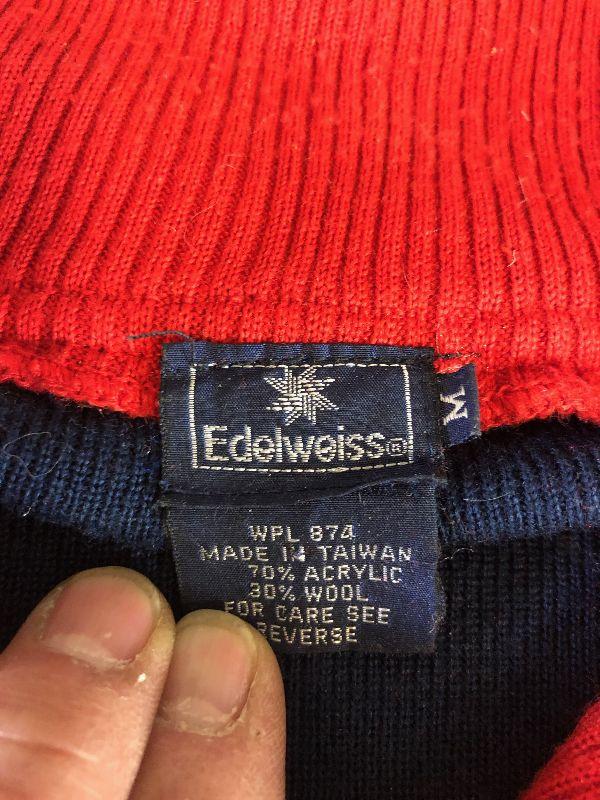 Edelweiss®
M
WPL 874
MADE IN TAIWAN
70% ACRYLIC
30% WOOL
FOR CARE SEE
REVERSE